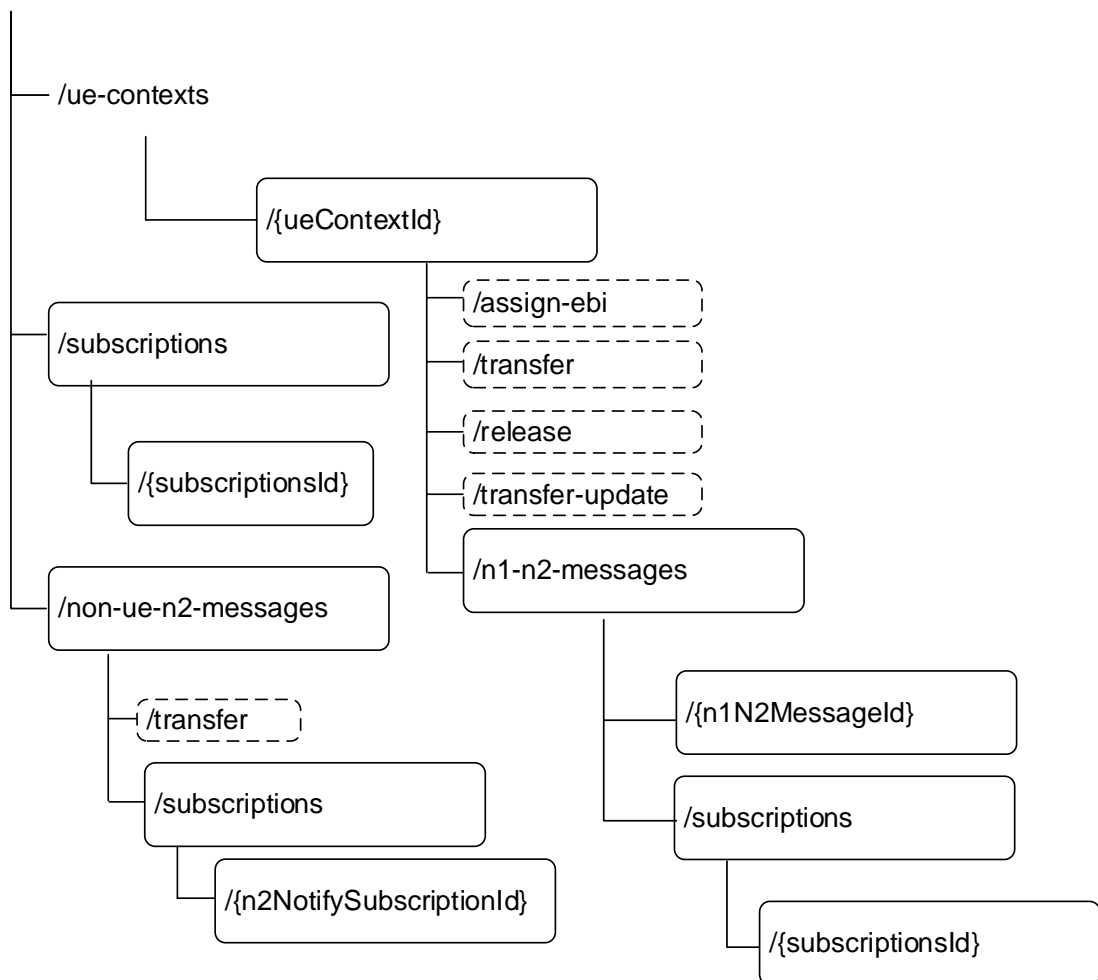 /ue-contexts
/{ueContextId}
/assign-ebi
/transfer
/release
/transfer-update
/n1-n2-messages
/{n1N2MessageId}
/subscriptions
/{subscriptionsId}
/subscriptions
/{subscriptionsId}
/non-ue-n2-messages
/transfer
/subscriptions
/{n2NotifySubscriptionId}